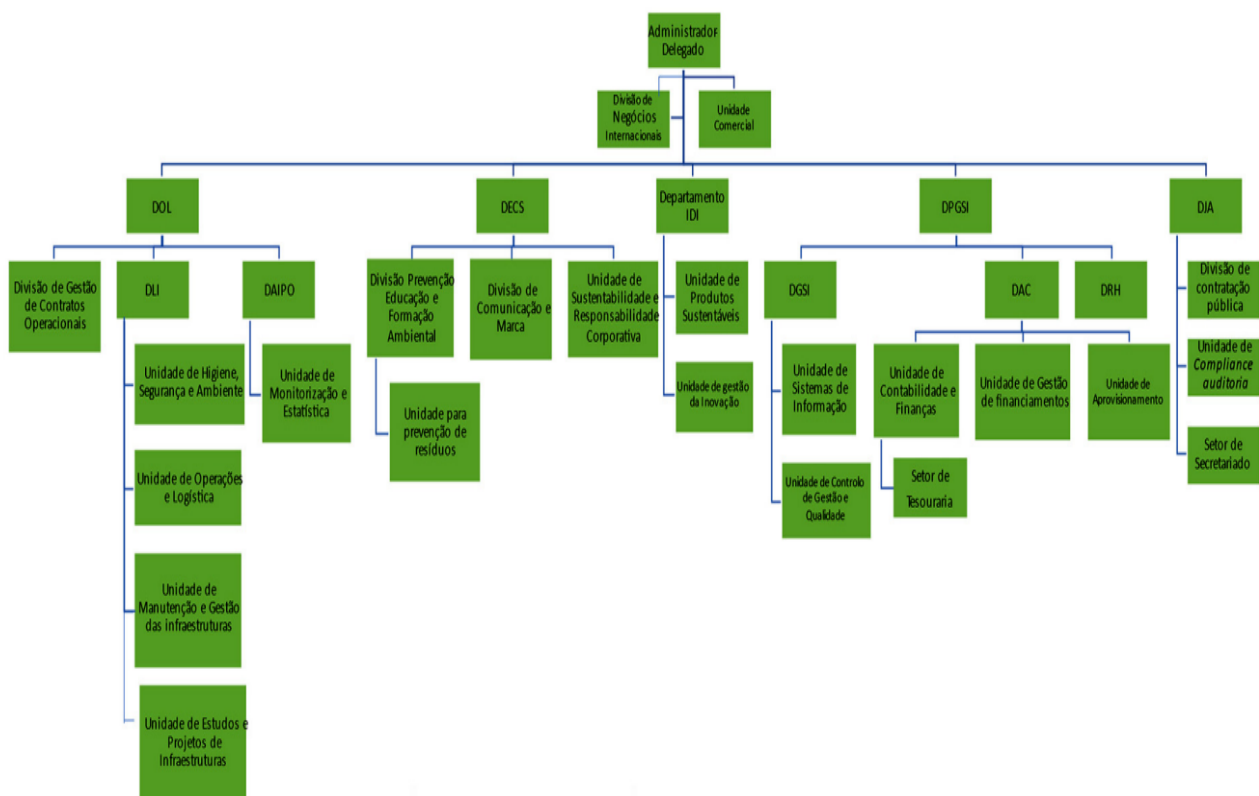 Administrador
Delegado
Divisão de
Negócios
Internacionais
Unidade
Comercial
DOL
DECS
Departamento
IDI
DPGSI
DJA
Divisão de Gestão
de Contratos
Operacionais
DLI
DAIPO
Divisão Prevenção
Educação e
Formação
Ambiental
Divisão de
Comunicação e
Marca
Unidade de
Sustentabilidade e
Responsabilidade
Corporativa
Unidade de
Produtos
Sustentáveis
DGSI
DAC
DRH
Divisão de
contratação
pública
Unidade de Higiene,
Segurança e Ambiente
Unidade de
Monitorização e
Estatística
Unidade para
prevenção de
resíduos
Unidade de gestão
da Inovação
Unidade de
Sistemas de
Informação
Unidade de
Contabilidade e
Finanças
Unidade de Gestão
de financiamentos
Unidade de
Aprovisionamento
Unidade de
Compliance
auditoria
Unidade de Operações
e Logística
Unidade de Controlo
de Gestão e
Qualidade
Setor de
Tesouraria
Setor de
Secretariado
Unidade de
Manutenção e Gestão
das infraestruturas
Unidade de Estudos e
Projetos de
Infraestruturas